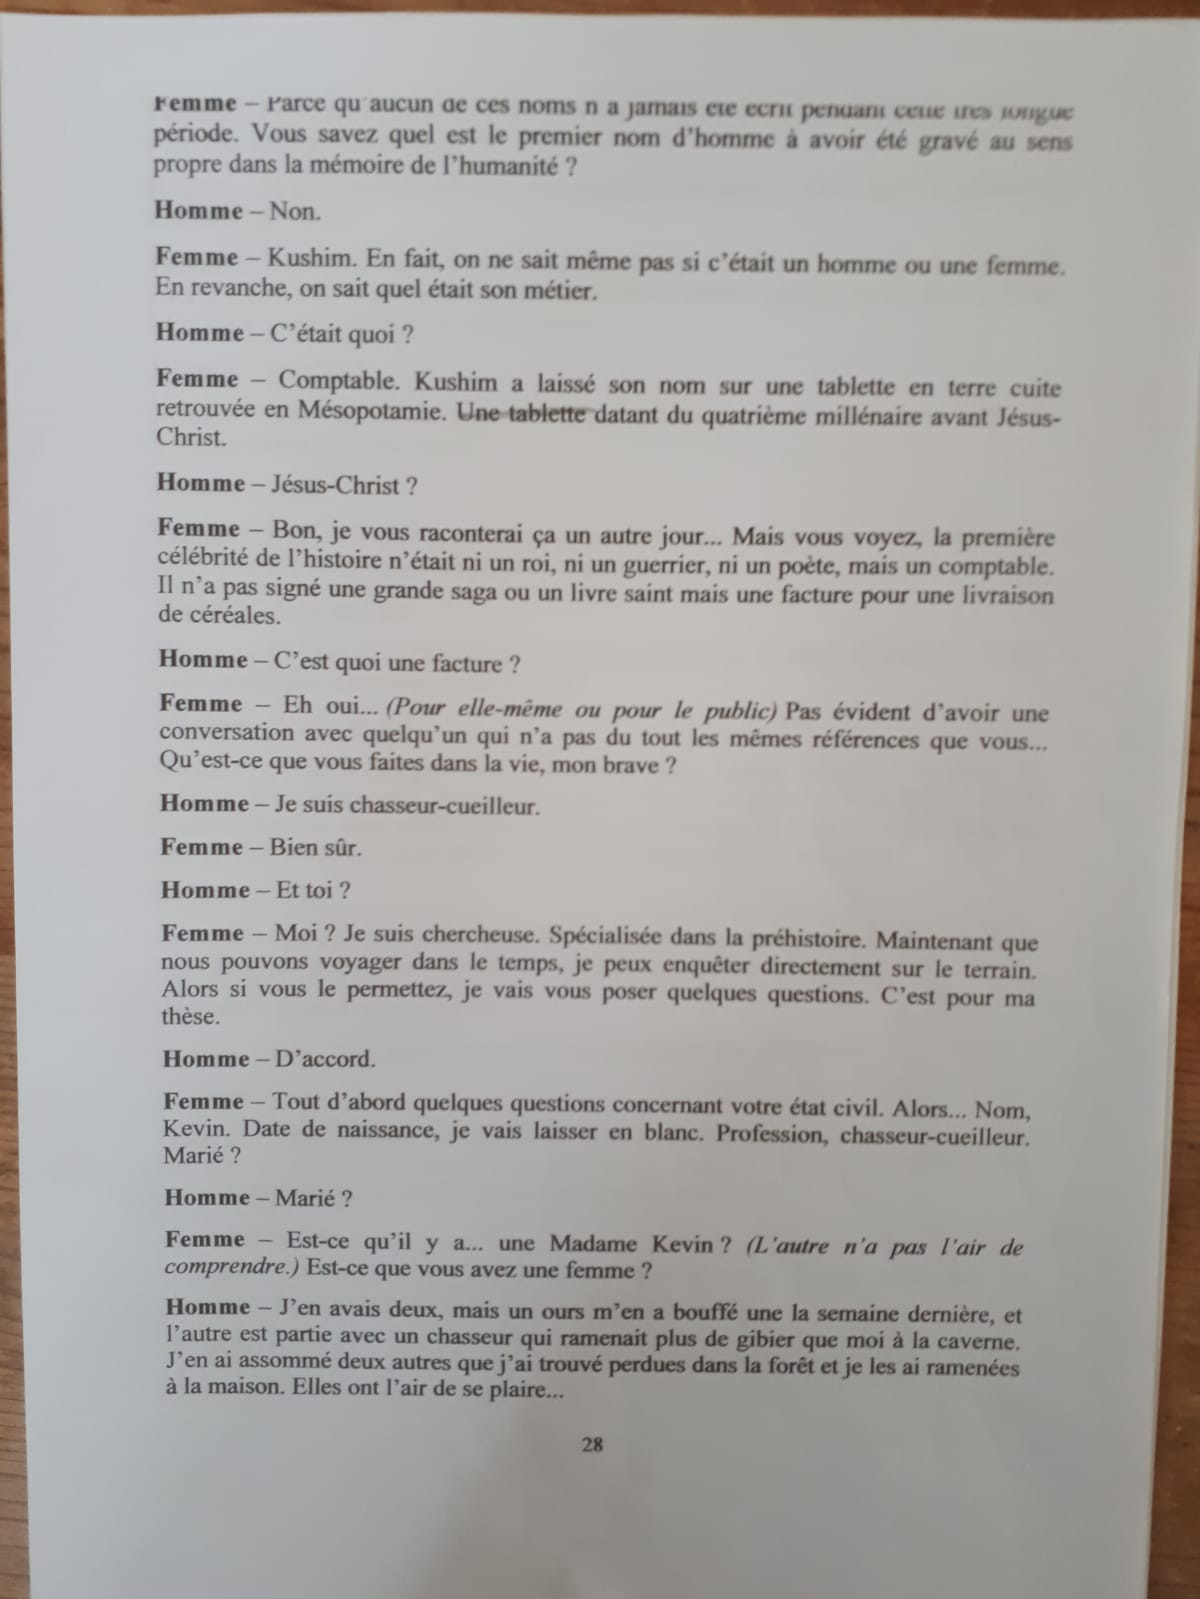 Femme – Parce qu'aucun de ces noms n'a jamais été écrit pendant cette très longue
période. Vous savez quel est le premier nom d'homme à avoir été gravé au sens
propre dans la mémoire de l'humanité ?
Homme – Non.
Femme – Kushim. En fait, on ne sait même pas si c'était un homme ou une femme.
En revanche, on sait quel était son métier.
Homme – C'était quoi ?
Femme – Comptable. Kushim a laissé son nom sur une tablette en terre cuite
retrouvée en Mésopotamie. Une tablette datant du quatrième millénaire avant Jésus-
Christ.
Homme – Jésus-Christ ?
Femme – Bon, je vous raconterai ça un autre jour... Mais vous voyez, la première
célébrité de l'histoire n'était ni un roi, ni un guerrier, ni un poète, mais un comptable.
Il n'a pas signé une grande saga ou un livre saint mais une facture pour une livraison
de céréales.
Homme – C'est quoi une facture ?
Femme – Eh oui... (Pour elle-même ou pour le public) Pas évident d'avoir une
conversation avec quelqu'un qui n'a pas du tout les mêmes références que vous...
Qu'est-ce que vous faites dans la vie, mon brave ?
Homme – Je suis chasseur-cueilleur.
Femme – Bien sûr.
Homme – Et toi ?
Femme – Moi ? Je suis chercheuse. Spécialisée dans la préhistoire. Maintenant que
nous pouvons voyager dans le temps, je peux enquêter directement sur le terrain.
Alors si vous le permettez, je vais vous poser quelques questions. C'est pour ma
thèse.
Homme – D'accord.
Femme – Tout d'abord quelques questions concernant votre état civil. Alors... Nom,
Kevin. Date de naissance, je vais laisser en blanc. Profession, chasseur-cueilleur.
Marié ?
Homme – Marié ?
Femme – Est-ce qu'il y a... une Madame Kevin ? (L'autre n'a pas l'air de
comprendre.) Est-ce que vous avez une femme ?
Homme – J'en avais deux, mais un ours m'en a bouffé une la semaine dernière, et
l'autre est partie avec un chasseur qui ramenait plus de gibier que moi à la caverne.
J'en ai assommé deux autres que j'ai trouvé perdues dans la forêt et je les ai ramenées
à la maison. Elles ont l'air de se plaire...
28